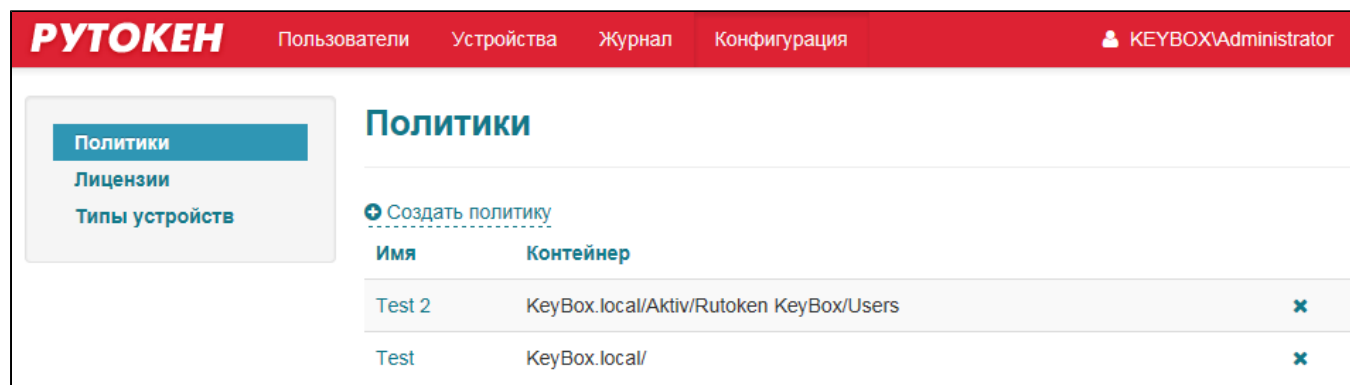 РУТОКЕН Пользователи Устройства Журнал Конфигурация KEYBOX\Administrator
Политики
Лицензии
Типы устройств
Политики
Создать политику
Имя Контейнер
Test 2 KeyBox.local/Aktiv/Rutoken KeyBox/Users
Test KeyBox.local/